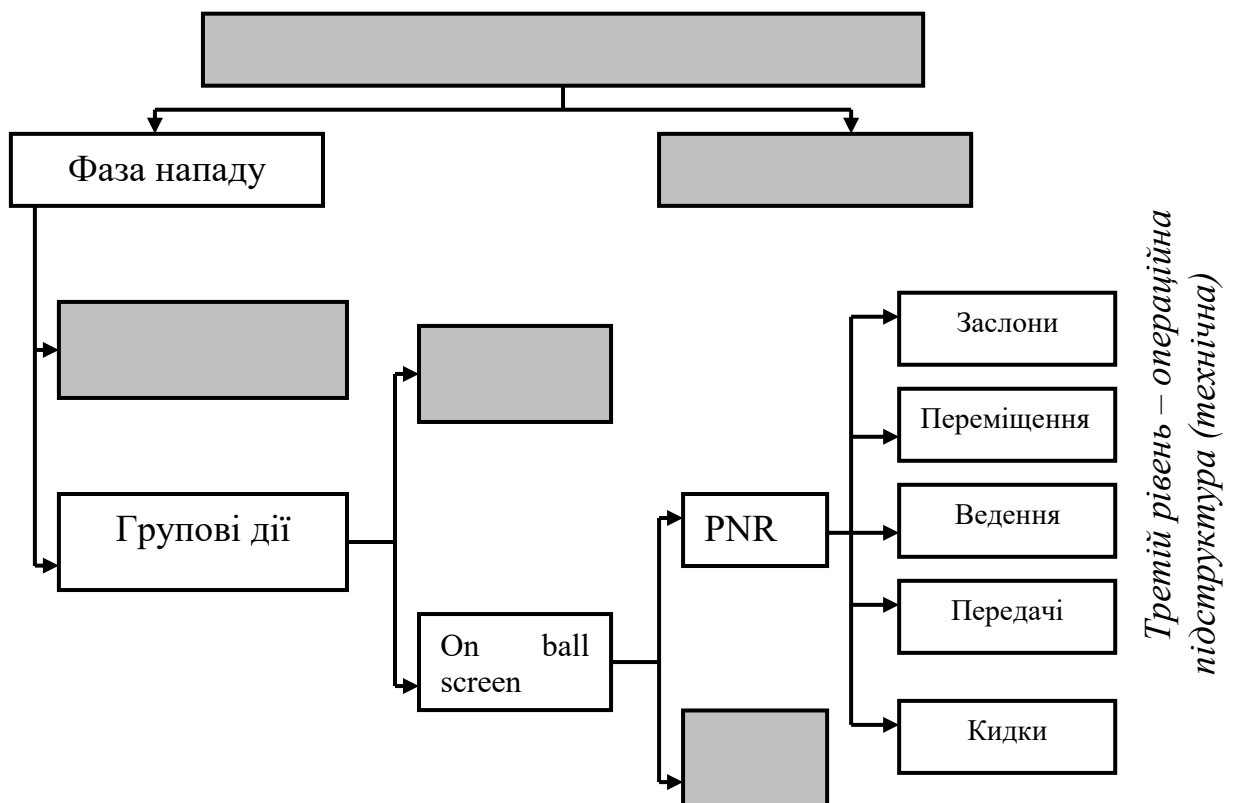 Фаза нападу
Заслони
Переміщення
Групові дії
PNR
Ведення
Передачі
On ball
screen
Кидки
Третій рівень – операційна
підструктура (технічна)